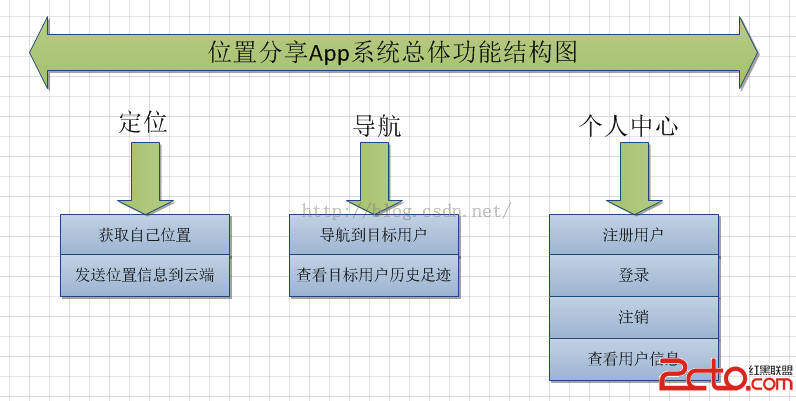 位置分享App系统总体功能结构图
定位
导航
个人中心
http://blog.csdn.net/
获取自己位置
导航到目标用户
注册用户
发送位置信息到云端
查看目标用户历史足迹
登录
注销
查看用户信息
2cto.com
红黑联盟